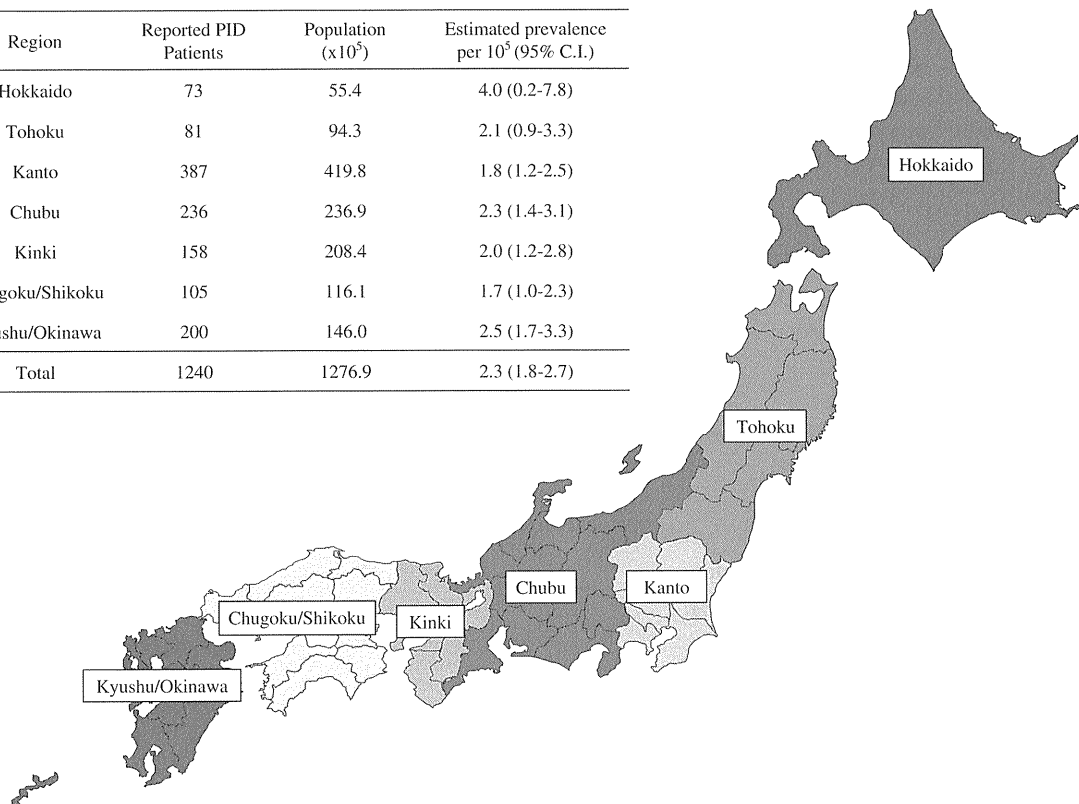 Region Reported PID Patients Population (x10⁵) Estimated prevalence per 10⁵ (95% C.I.)
Hokkaido 73 55.4 4.0 (0.2-7.8)
Tohoku 81 94.3 2.1 (0.9-3.3)
Kanto 387 419.8 1.8 (1.2-2.5)
Chubu 236 236.9 2.3 (1.4-3.1)
Kinki 158 208.4 2.0 (1.2-2.8)
goku/Shikoku 105 116.1 1.7 (1.0-2.3)
shu/Okinawa 200 146.0 2.5 (1.7-3.3)
Total 1240 1276.9 2.3 (1.8-2.7)
Hokkaido
Tohoku
Chubu
Kanto
Chugoku/Shikoku
Kinki
Kyushu/Okinawa